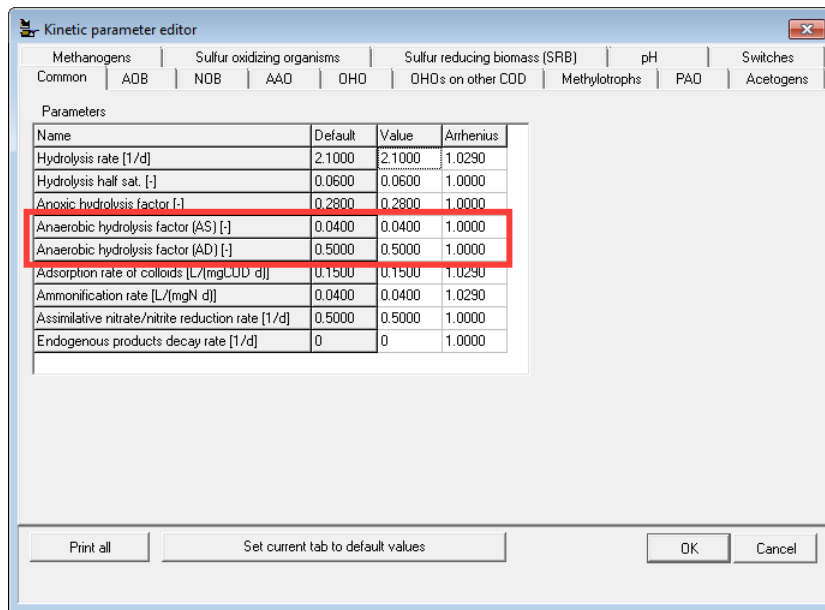 Kinetic parameter editor
Methanogens Sulfur oxidizing organisms Sulfur reducing biomass (SRB) pH Switches
Common AOB NOB AAO OHO OHOs on other COD Methylotrophs PAO Acetogens
Parameters
Name Default Value Arrhenius
Hydrolysis rate [1/d] 2.1000 2.1000 1.0290
Hydrolysis half sat. [-] 0.0600 0.0600 1.0000
Anoxic hydrolysis factor [-] 0.2800 0.2800 1.0000
Anaerobic hydrolysis factor (AS) [-] 0.0400 0.0400 1.0000
Anaerobic hydrolysis factor (AD) [-] 0.5000 0.5000 1.0000
Adsorption rate of colloids [L/(mgCOD d)] 0.1500 0.1500 1.0290
Ammonification rate [L/(mgN d)] 0.0400 0.0400 1.0290
Assimilative nitrate/nitrite reduction rate [1/d] 0.5000 0.5000 1.0000
Endogenous products decay rate [1/d] 0 0 1.0000
Print all Set current tab to default values OK Cancel